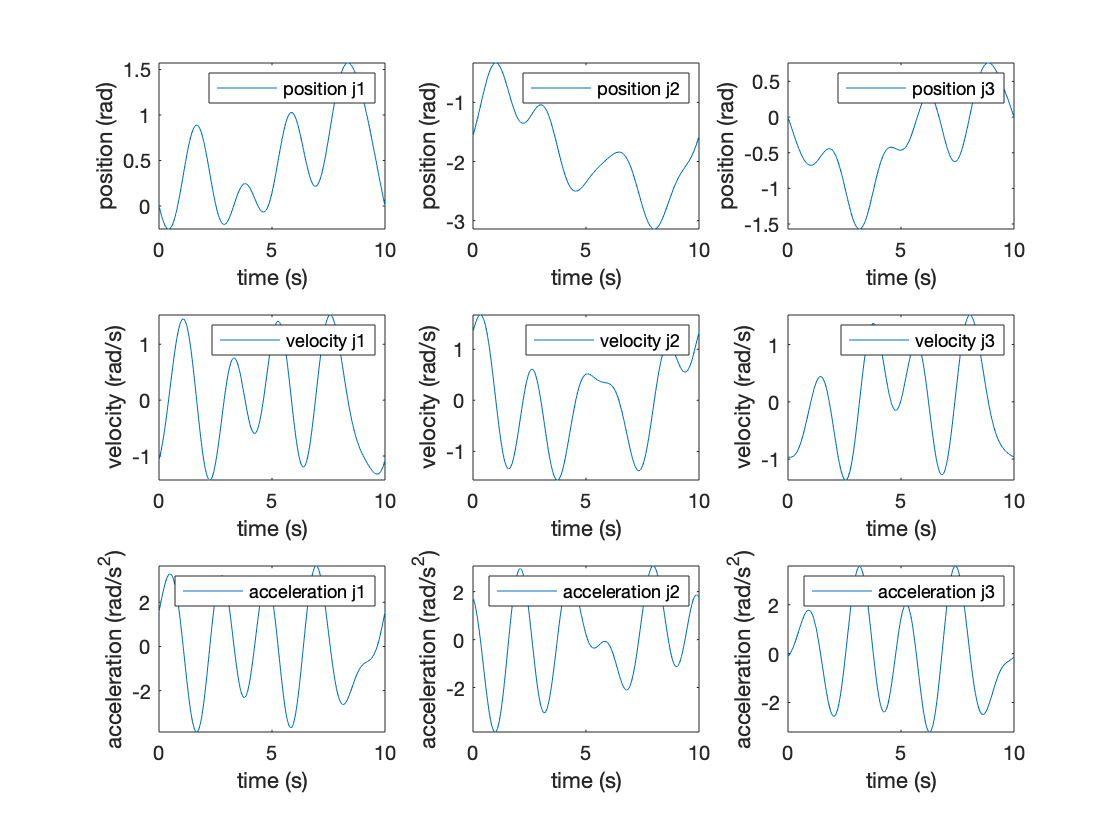 position (rad)
1.5
1
0.5
0
position j1
0 5 10
time (s)
position (rad)
-1
-2
-3
position j2
0 5 10
time (s)
position (rad)
0.5
0
-0.5
-1
-1.5
position j3
0 5 10
time (s)
velocity (rad/s)
1
0
-1
velocity j1
0 5 10
time (s)
velocity (rad/s)
1
0
-1
velocity j2
0 5 10
time (s)
velocity (rad/s)
1
0
-1
velocity j3
0 5 10
time (s)
acceleration (rad/s²)
2
0
-2
acceleration j1
0 5 10
time (s)
acceleration (rad/s²)
2
0
-2
acceleration j2
0 5 10
time (s)
acceleration (rad/s²)
2
0
-2
acceleration j3
0 5 10
time (s)